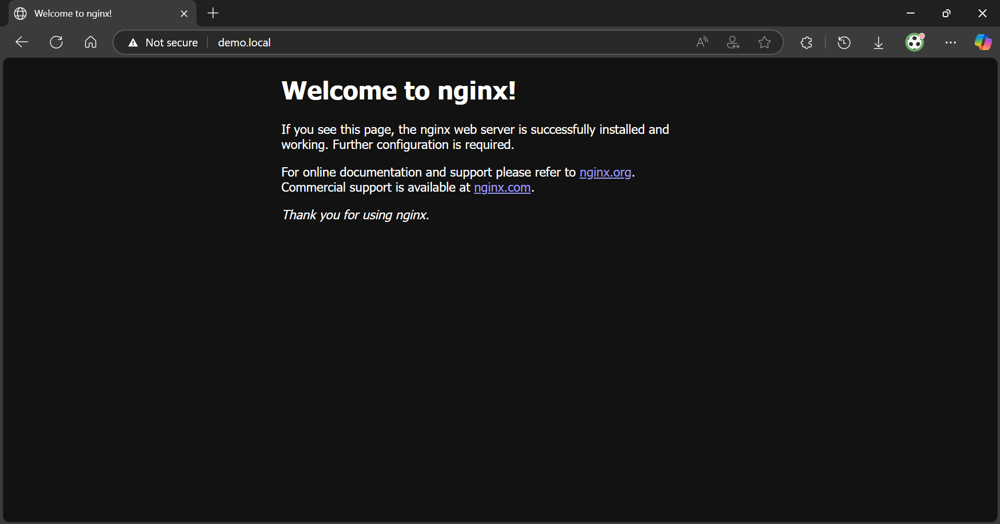 Welcome to nginx!
Not secure
demo.local
Welcome to nginx!
If you see this page, the nginx web server is successfully installed and
working. Further configuration is required.
For online documentation and support please refer to nginx.org.
Commercial support is available at nginx.com.
Thank you for using nginx.